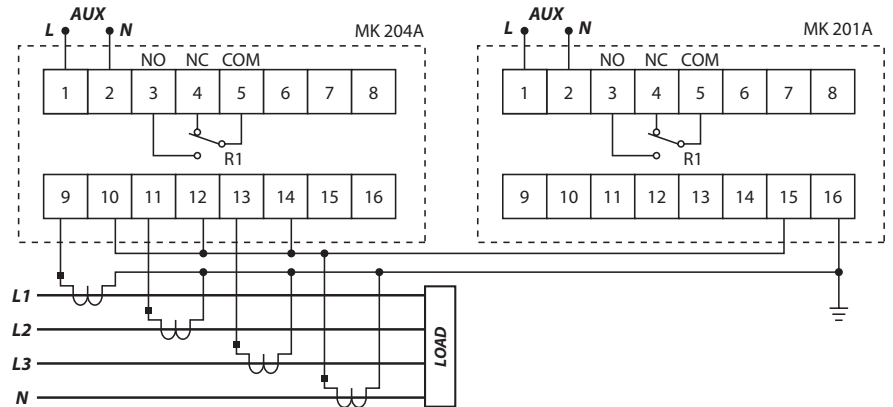 AUX AUX
L N MK 204A L N MK 201A
NO NC COM NO NC COM
1 2 3 4 5 6 7 8 1 2 3 4 5 6 7 8
R1 R1
9 10 11 12 13 14 15 16 9 10 11 12 13 14 15 16
L1
L2
L3
N
LOAD